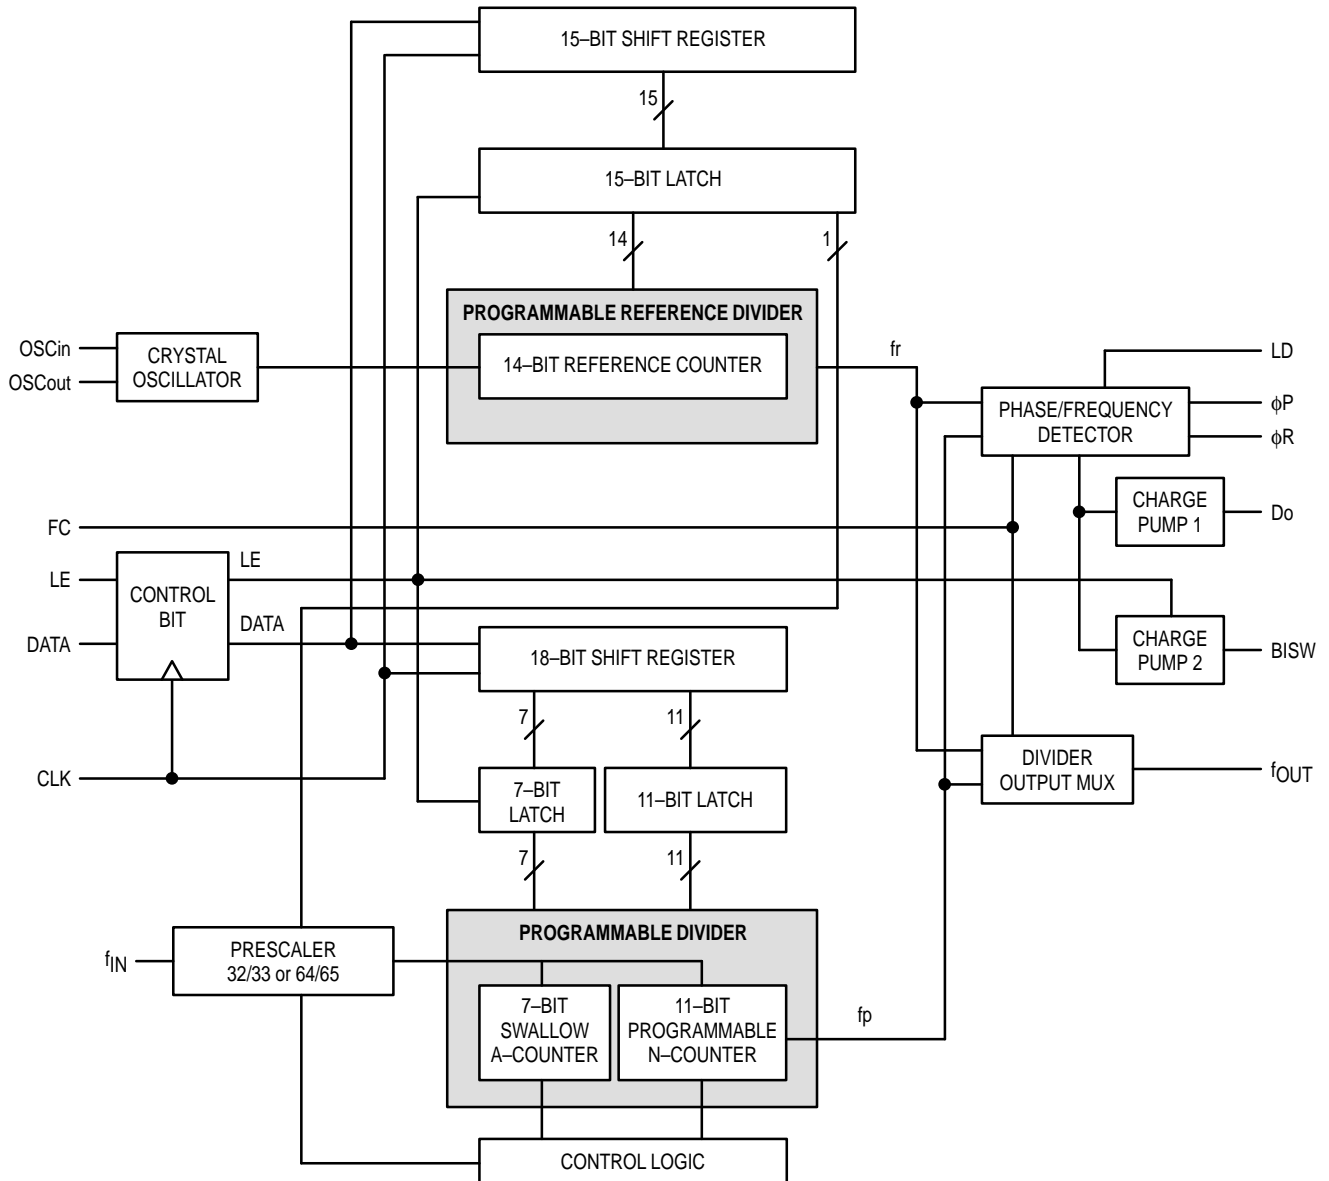 15–BIT SHIFT REGISTER
15
15–BIT LATCH
14
1
PROGRAMMABLE REFERENCE DIVIDER
14–BIT REFERENCE COUNTER
OSCin
OSCout
CRYSTAL
OSCILLATOR
fr
LD
PHASE/FREQUENCY
DETECTOR
ϕP
ϕR
CHARGE
PUMP 1
Do
FC
LE
LE
CONTROL
BIT
DATA
DATA
CHARGE
PUMP 2
BISW
18–BIT SHIFT REGISTER
7
11
CLK
7–BIT
LATCH
11–BIT LATCH
DIVIDER
OUTPUT MUX
fOUT
7
11
PROGRAMMABLE DIVIDER
fIN
PRESCALER
32/33 or 64/65
7–BIT
SWALLOW
A–COUNTER
11–BIT
PROGRAMMABLE
N–COUNTER
fp
CONTROL LOGIC